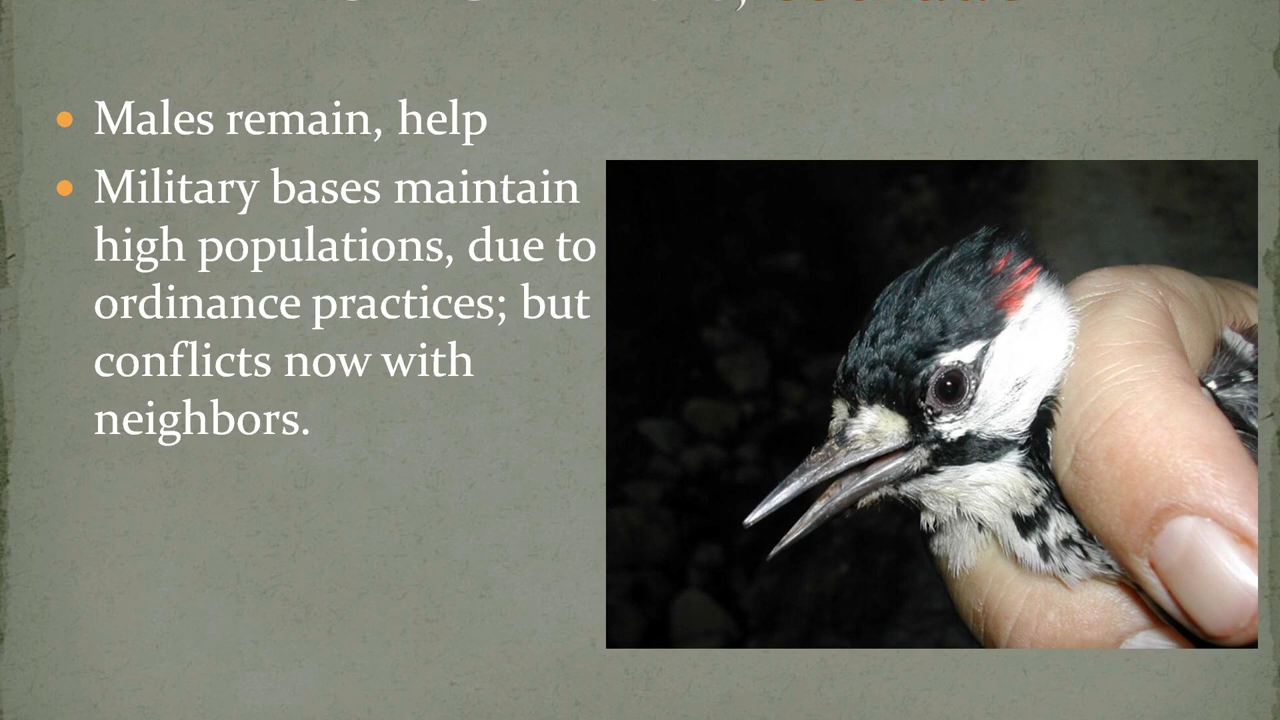 Males remain, help
Military bases maintain
high populations, due to
ordinance practices; but
conflicts now with
neighbors.